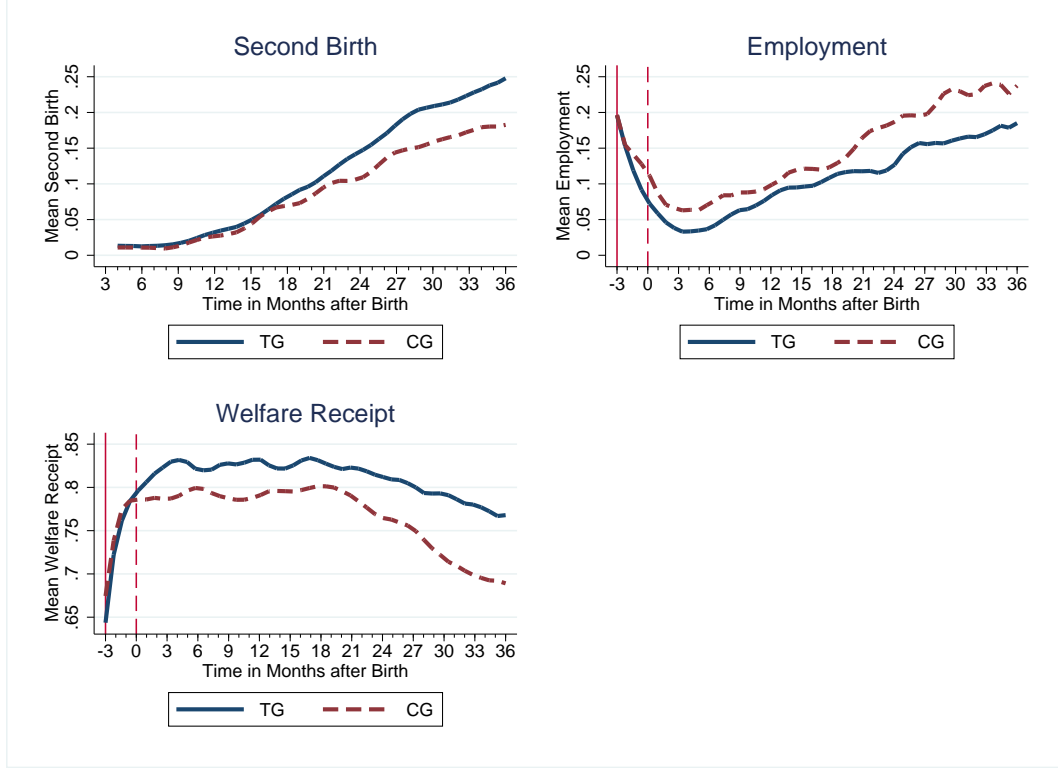 Second Birth
Mean Second Birth
0 .05 .1 .15 .2 .25
3 6 9 12 15 18 21 24 27 30 33 36
Time in Months after Birth
TG CG
Employment
Mean Employment
0 .05 .1 .15 .2 .25
-3 0 3 6 9 12 15 18 21 24 27 30 33 36
Time in Months after Birth
TG CG
Welfare Receipt
Mean Welfare Receipt
.65 .7 .75 .8 .85
-3 0 3 6 9 12 15 18 21 24 27 30 33 36
Time in Months after Birth
TG CG